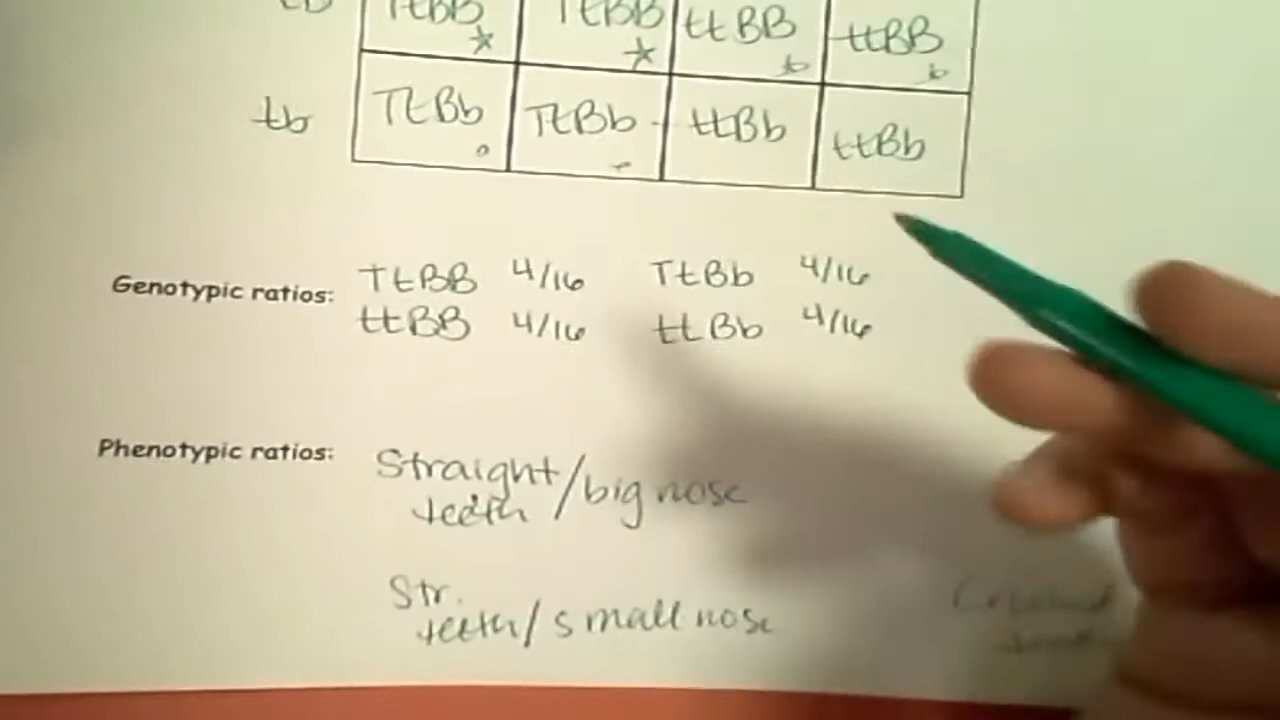 TtBB TtBB ttBB ttBB
tb TtBb TtBb ttBb ttBb
Genotypic ratios: TtBB 4/16 TtBb 4/16
ttBB 4/16 ttBb 4/16
Phenotypic ratios: Straight/big nose
teeth
Str.
teeth/small nose